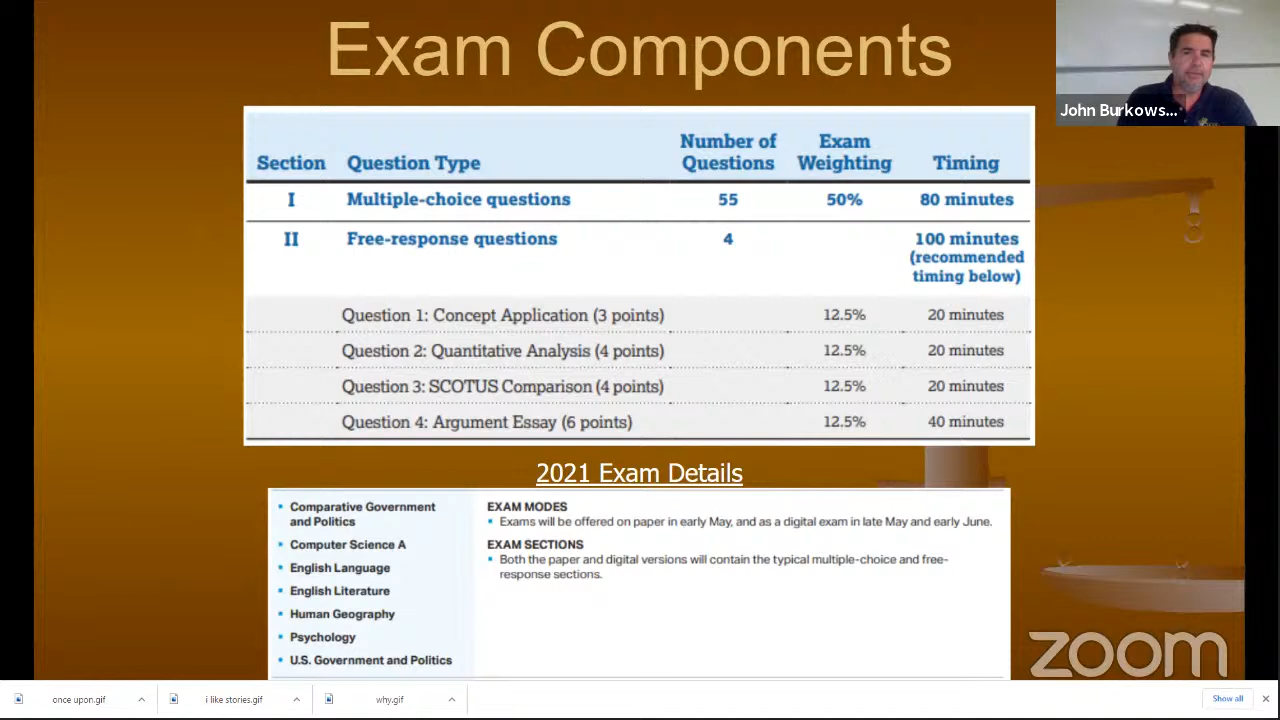 Exam Components
John Burkows...
Section Question Type Number of Questions Exam Weighting Timing
I Multiple-choice questions 55 50% 80 minutes
II Free-response questions 4 100 minutes
(recommended
timing below)
Question 1: Concept Application (3 points) 12.5% 20 minutes
Question 2: Quantitative Analysis (4 points) 12.5% 20 minutes
Question 3: SCOTUS Comparison (4 points) 12.5% 20 minutes
Question 4: Argument Essay (6 points) 12.5% 40 minutes
2021 Exam Details
▪ Comparative Government
and Politics
▪ Computer Science A
▪ English Language
▪ English Literature
▪ Human Geography
▪ Psychology
▪ U.S. Government and Politics
EXAM MODES
▪ Exams will be offered on paper in early May, and as a digital exam in late May and early June.
EXAM SECTIONS
▪ Both the paper and digital versions will contain the typical multiple-choice and free-
response sections.
zoom
once upon.gif i like stories.gif why.gif Show all